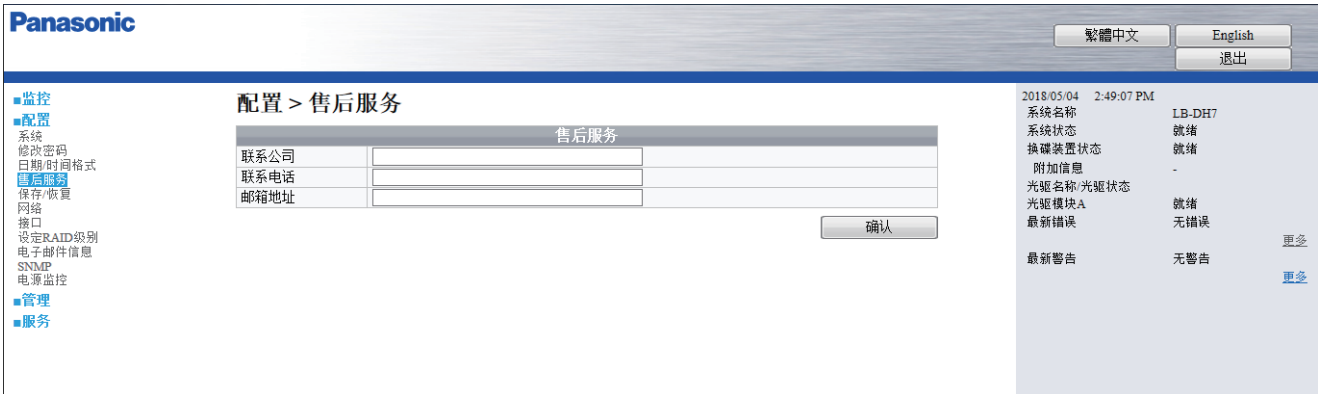 Panasonic
繁體中文
English
退出
■监控
■配置
系统
修改密码
日期/时间格式
售后服务
保存/恢复
网络
接口
设定RAID级别
电子邮件信息
SNMP
电源监控
■管理
■服务
配置 > 售后服务
售后服务
联系公司
联系电话
邮箱地址
确认
2018/05/04 2:49:07 PM
系统名称 LB-DH7
系统状态 就绪
换碟装置状态 就绪
附加信息 -
光驱名称/光驱状态
光驱模块A 就绪
最新错误 无错误
更多
最新警告 无警告
更多